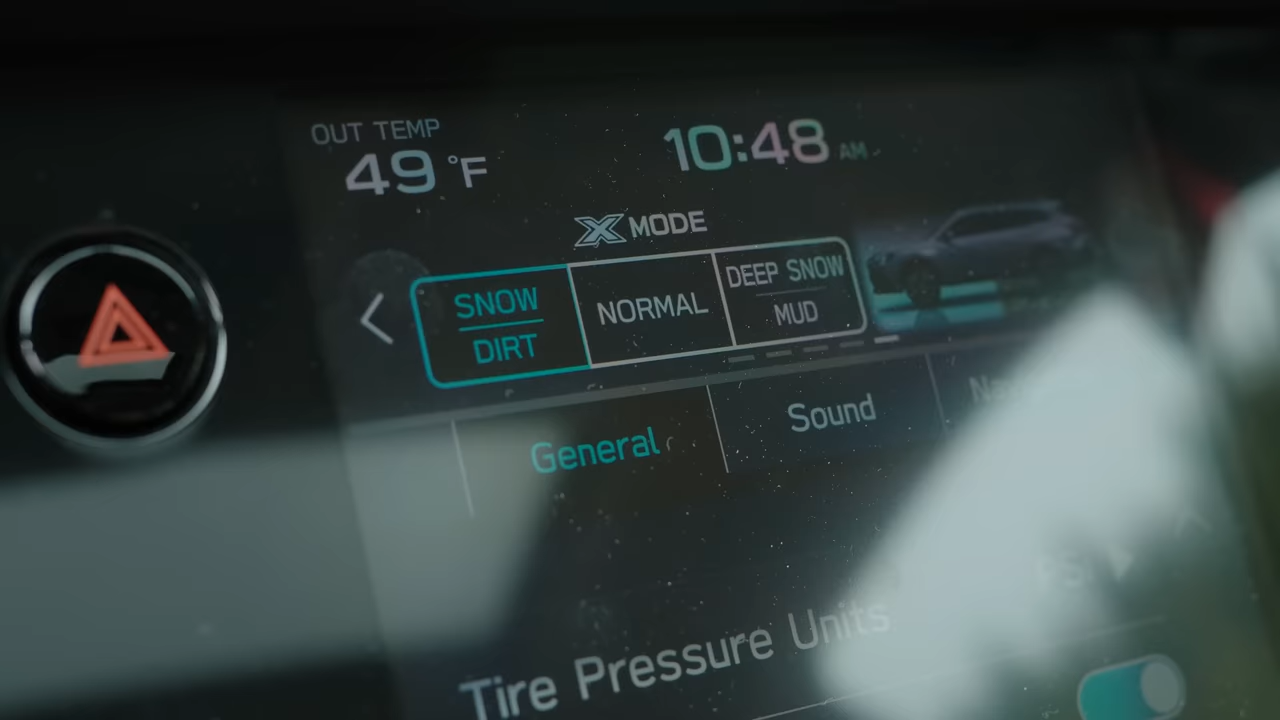 OUT TEMP
49 °F
10:48 AM
X MODE
SNOW
DIRT
NORMAL
DEEP SNOW
MUD
General
Sound
Tire Pressure Units